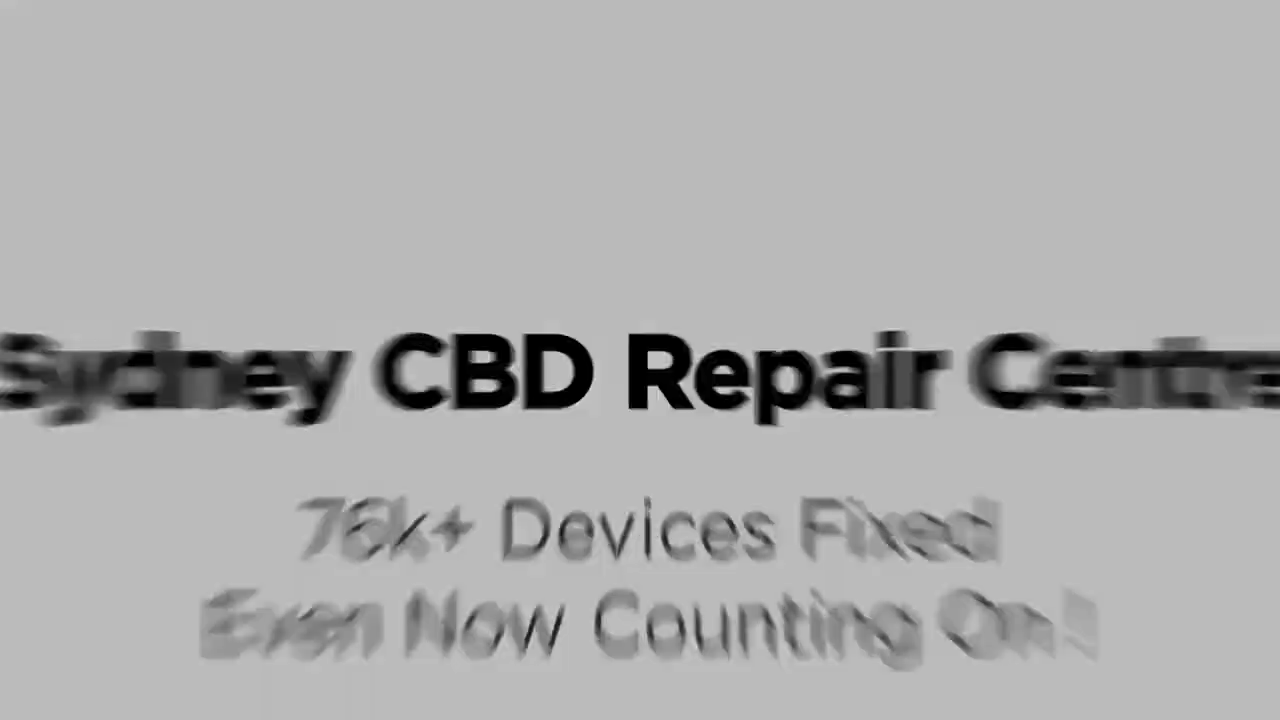 Sydney CBD Repair Centre
76k+ Devices Fixed
Even Now Counting On!